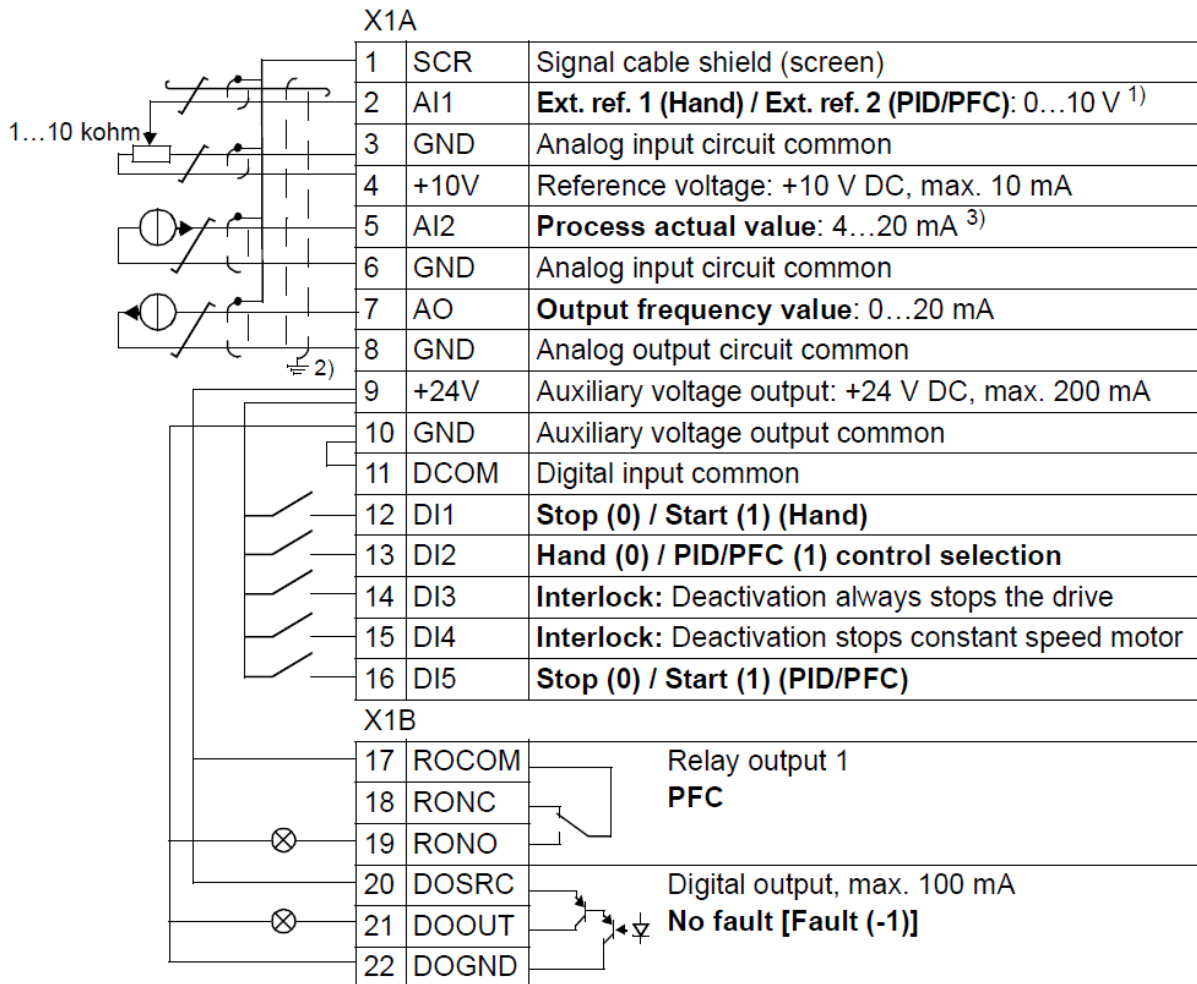 X1A
1 SCR Signal cable shield (screen)
2 AI1 Ext. ref. 1 (Hand) / Ext. ref. 2 (PID/PFC): 0…10 V 1)
1…10 kohm
3 GND Analog input circuit common
4 +10V Reference voltage: +10 V DC, max. 10 mA
5 AI2 Process actual value: 4…20 mA 3)
6 GND Analog input circuit common
7 AO Output frequency value: 0…20 mA
8 GND Analog output circuit common
2)
9 +24V Auxiliary voltage output: +24 V DC, max. 200 mA
10 GND Auxiliary voltage output common
11 DCOM Digital input common
12 DI1 Stop (0) / Start (1) (Hand)
13 DI2 Hand (0) / PID/PFC (1) control selection
14 DI3 Interlock: Deactivation always stops the drive
15 DI4 Interlock: Deactivation stops constant speed motor
16 DI5 Stop (0) / Start (1) (PID/PFC)
X1B
17 ROCOM Relay output 1
18 RONC PFC
19 RONO
20 DOSRC Digital output, max. 100 mA
21 DOOUT No fault [Fault (-1)]
22 DOGND